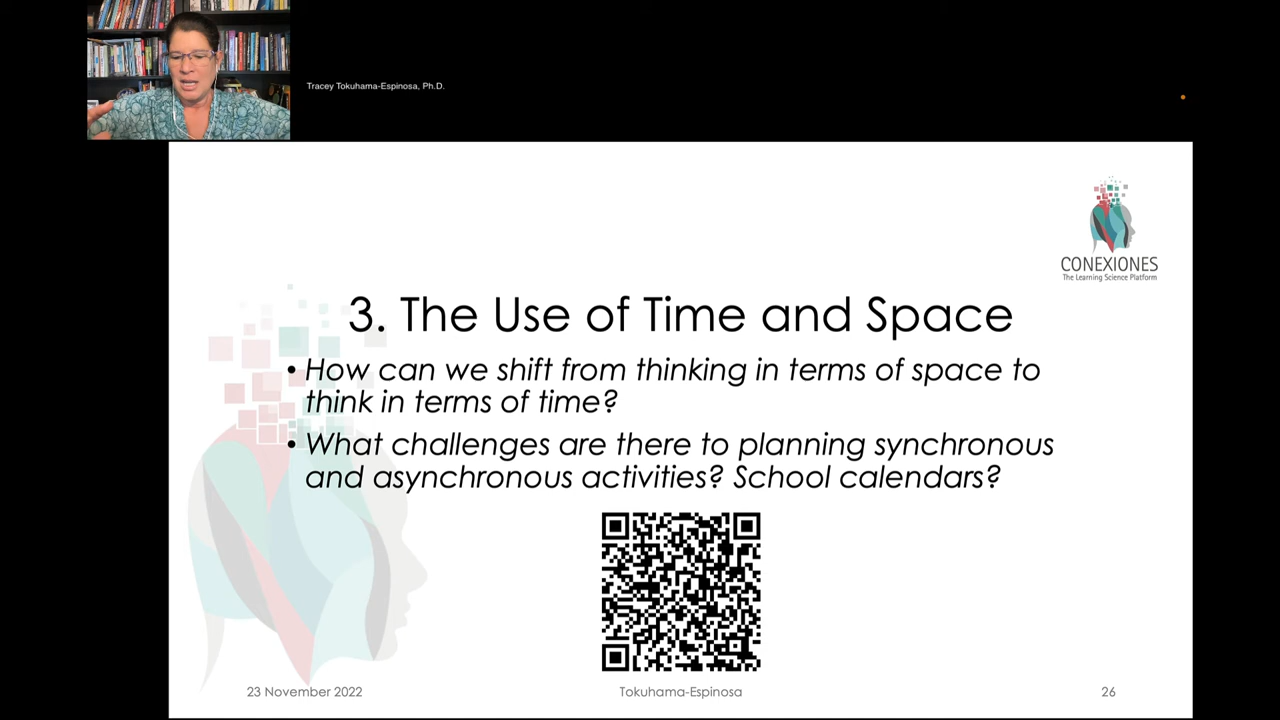 Tracey Tokuhama-Espinosa, Ph.D.
CONEXIONES
The Learning Science Platform
3. The Use of Time and Space
• How can we shift from thinking in terms of space to
think in terms of time?
• What challenges are there to planning synchronous
and asynchronous activities? School calendars?
23 November 2022
Tokuhama-Espinosa
26